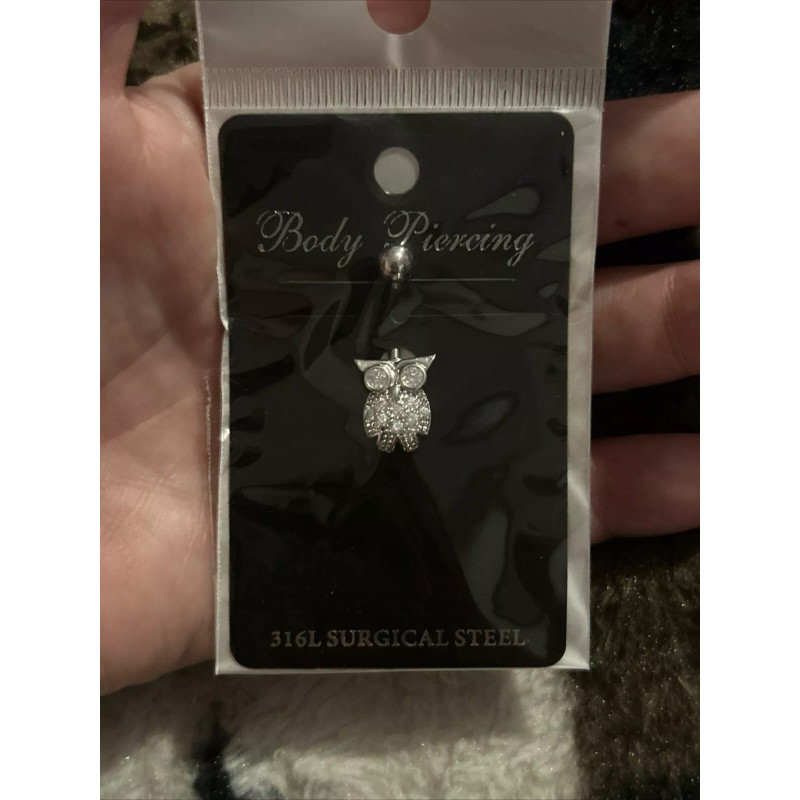 Body Piercing
316L SURGICAL STEEL